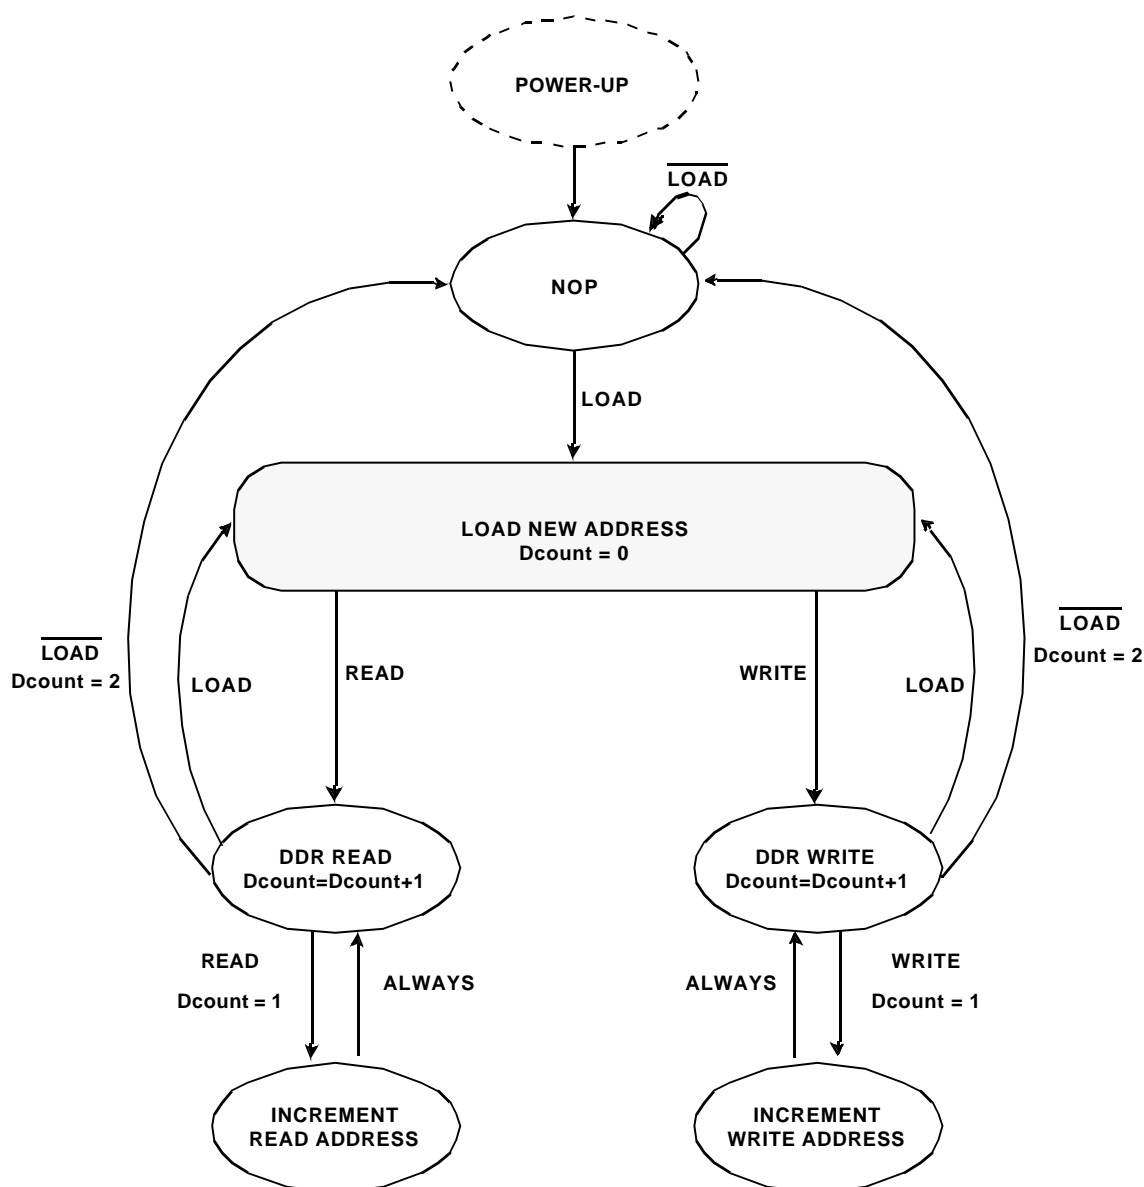 POWER-UP
LOAD
NOP
LOAD
LOAD NEW ADDRESS
Dcount = 0
LOAD
Dcount = 2
LOAD
READ
WRITE
LOAD
LOAD
Dcount = 2
DDR READ
Dcount=Dcount+1
DDR WRITE
Dcount=Dcount+1
READ
Dcount = 1
ALWAYS
ALWAYS
WRITE
Dcount = 1
INCREMENT
READ ADDRESS
INCREMENT
WRITE ADDRESS